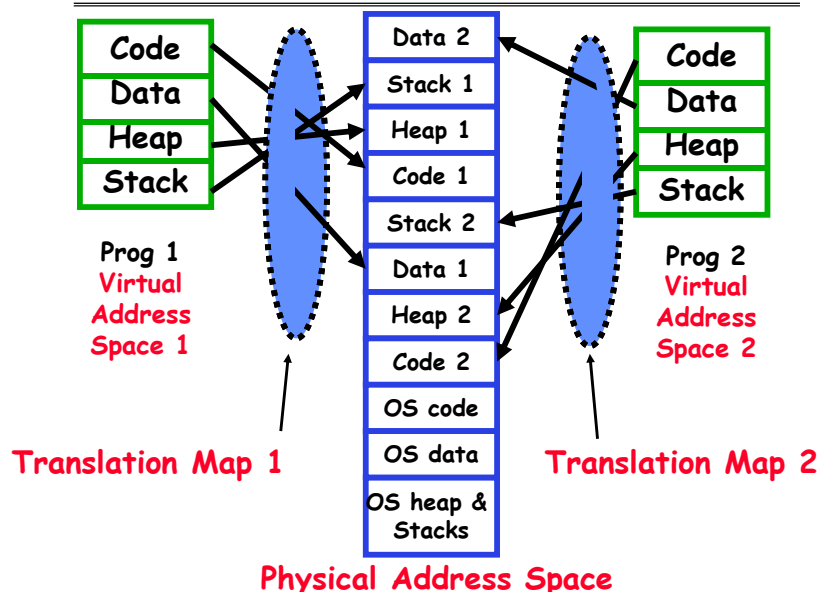 Code
Data
Heap
Stack
Prog 1
Virtual
Address
Space 1
Translation Map 1
Data 2
Stack 1
Heap 1
Code 1
Stack 2
Data 1
Heap 2
Code 2
OS code
OS data
OS heap &
Stacks
Physical Address Space
Code
Data
Heap
Stack
Prog 2
Virtual
Address
Space 2
Translation Map 2